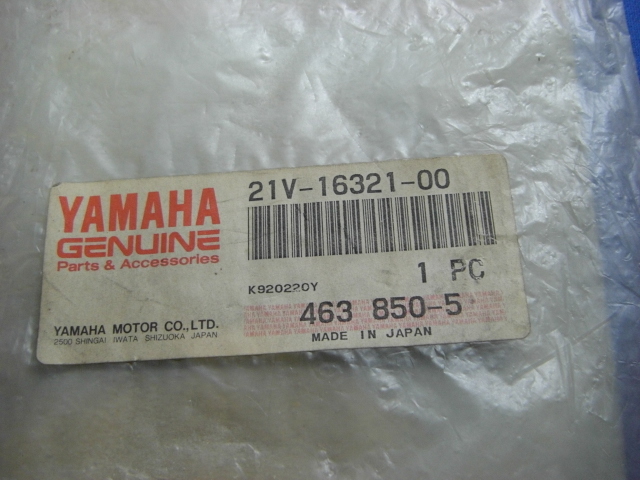 YAMAHA
GENUINE
Parts & Accessories
YAMAHA MOTOR CO., LTD.
2500 SHINGAI IWATA SHIZUOKA JAPAN
21V-16321-00
1 PC
K920220Y
463 850-5
MADE IN JAPAN